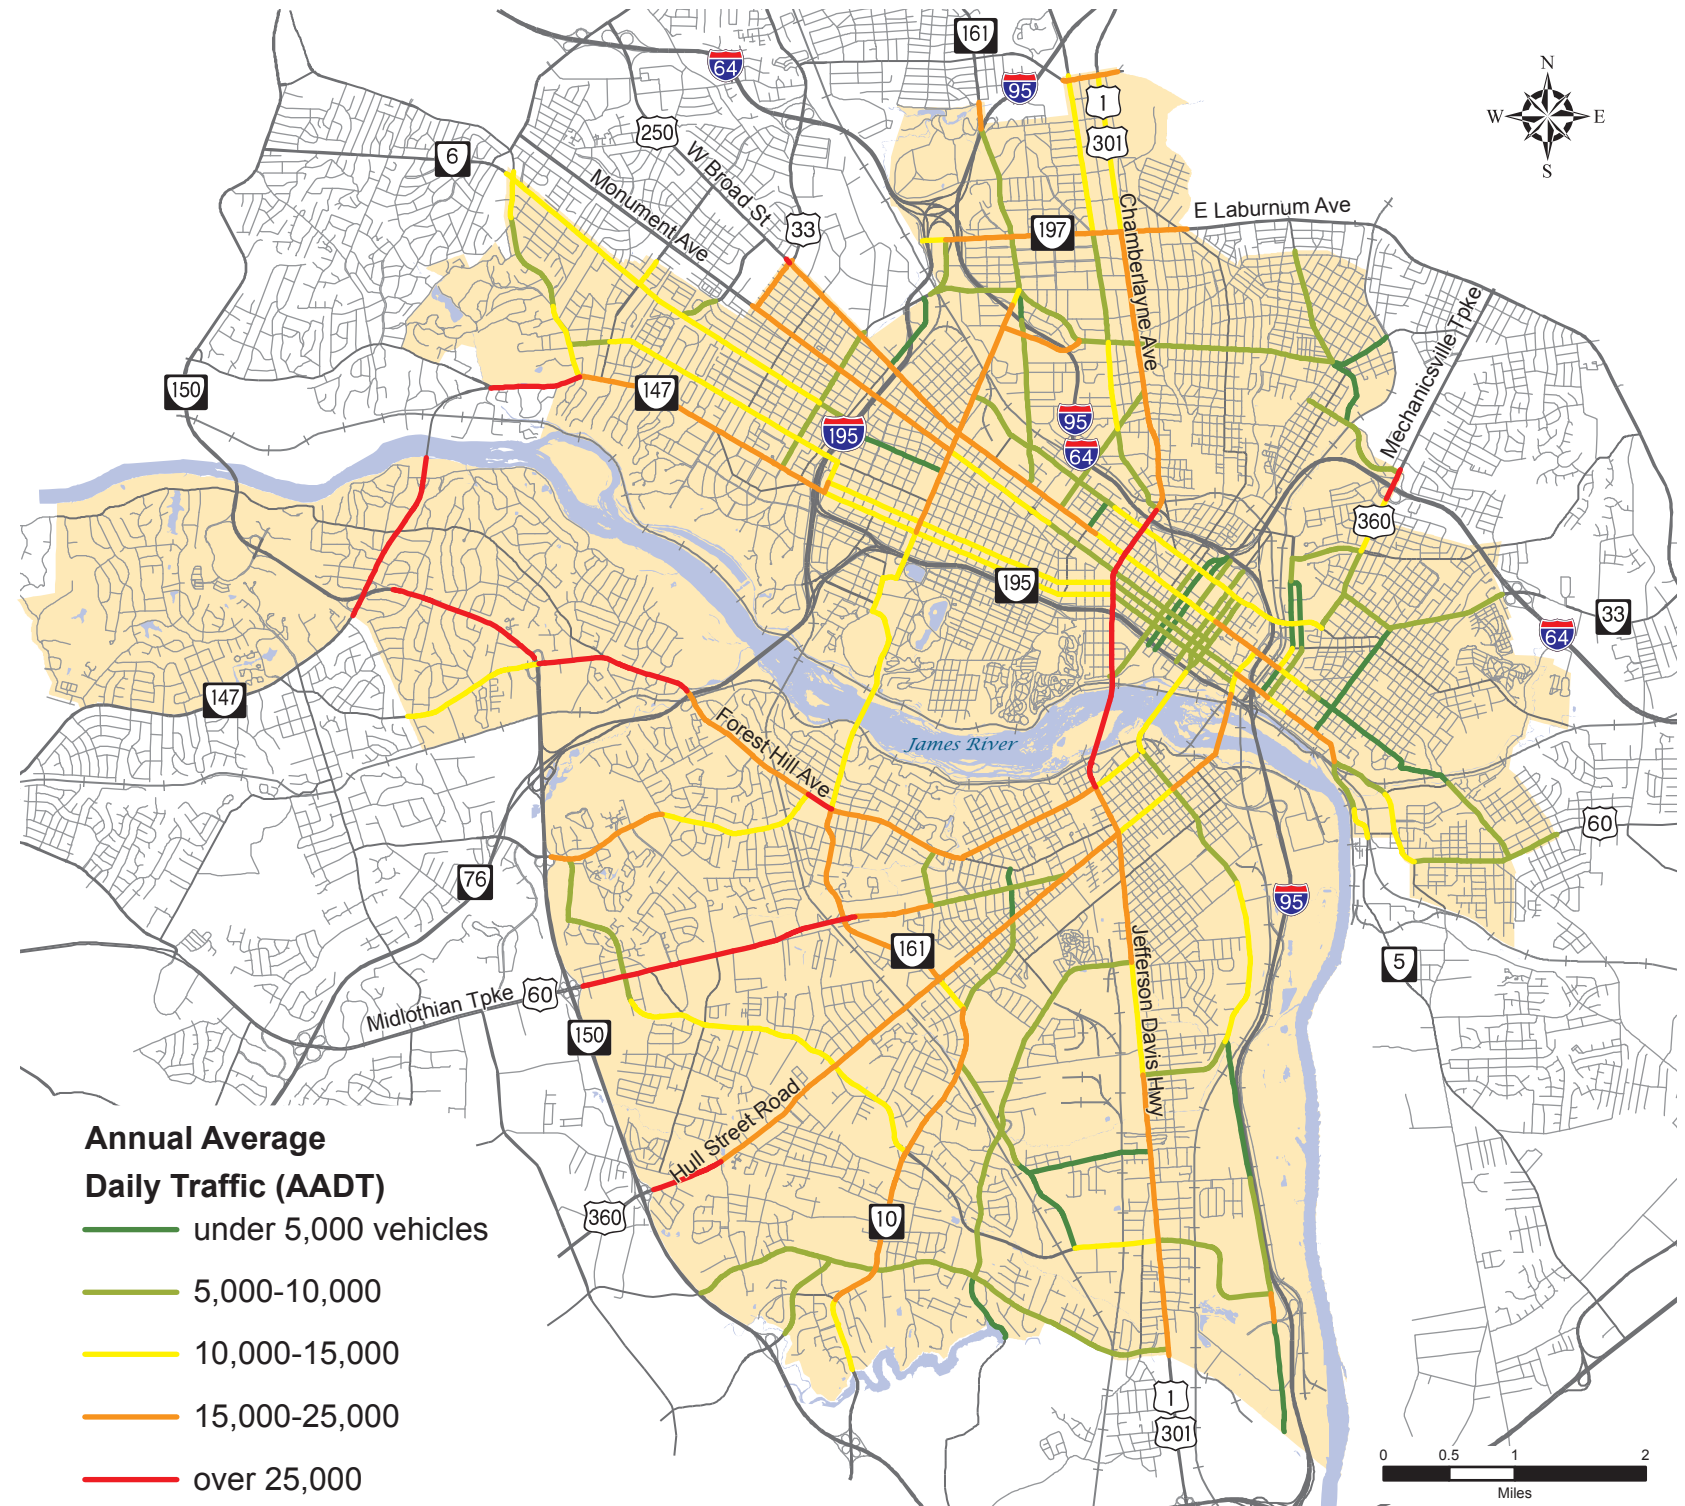 161
64
95
1
N
W
E
S
250
301
6
W Broad St
Monument Ave
33
197
E Laburnum Ave
Chamberlayne Ave
Mechanicsville Tpke
150
147
195
95
64
360
195
33
64
147
Forest Hill Ave
James River
60
76
95
161
5
Jefferson Davis Hwy
Midlothian Tpke
60
150
Hull Street Road
360
10
1
301
Annual Average
Daily Traffic (AADT)
under 5,000 vehicles
5,000-10,000
10,000-15,000
15,000-25,000
over 25,000
0 0.5 1 2
Miles